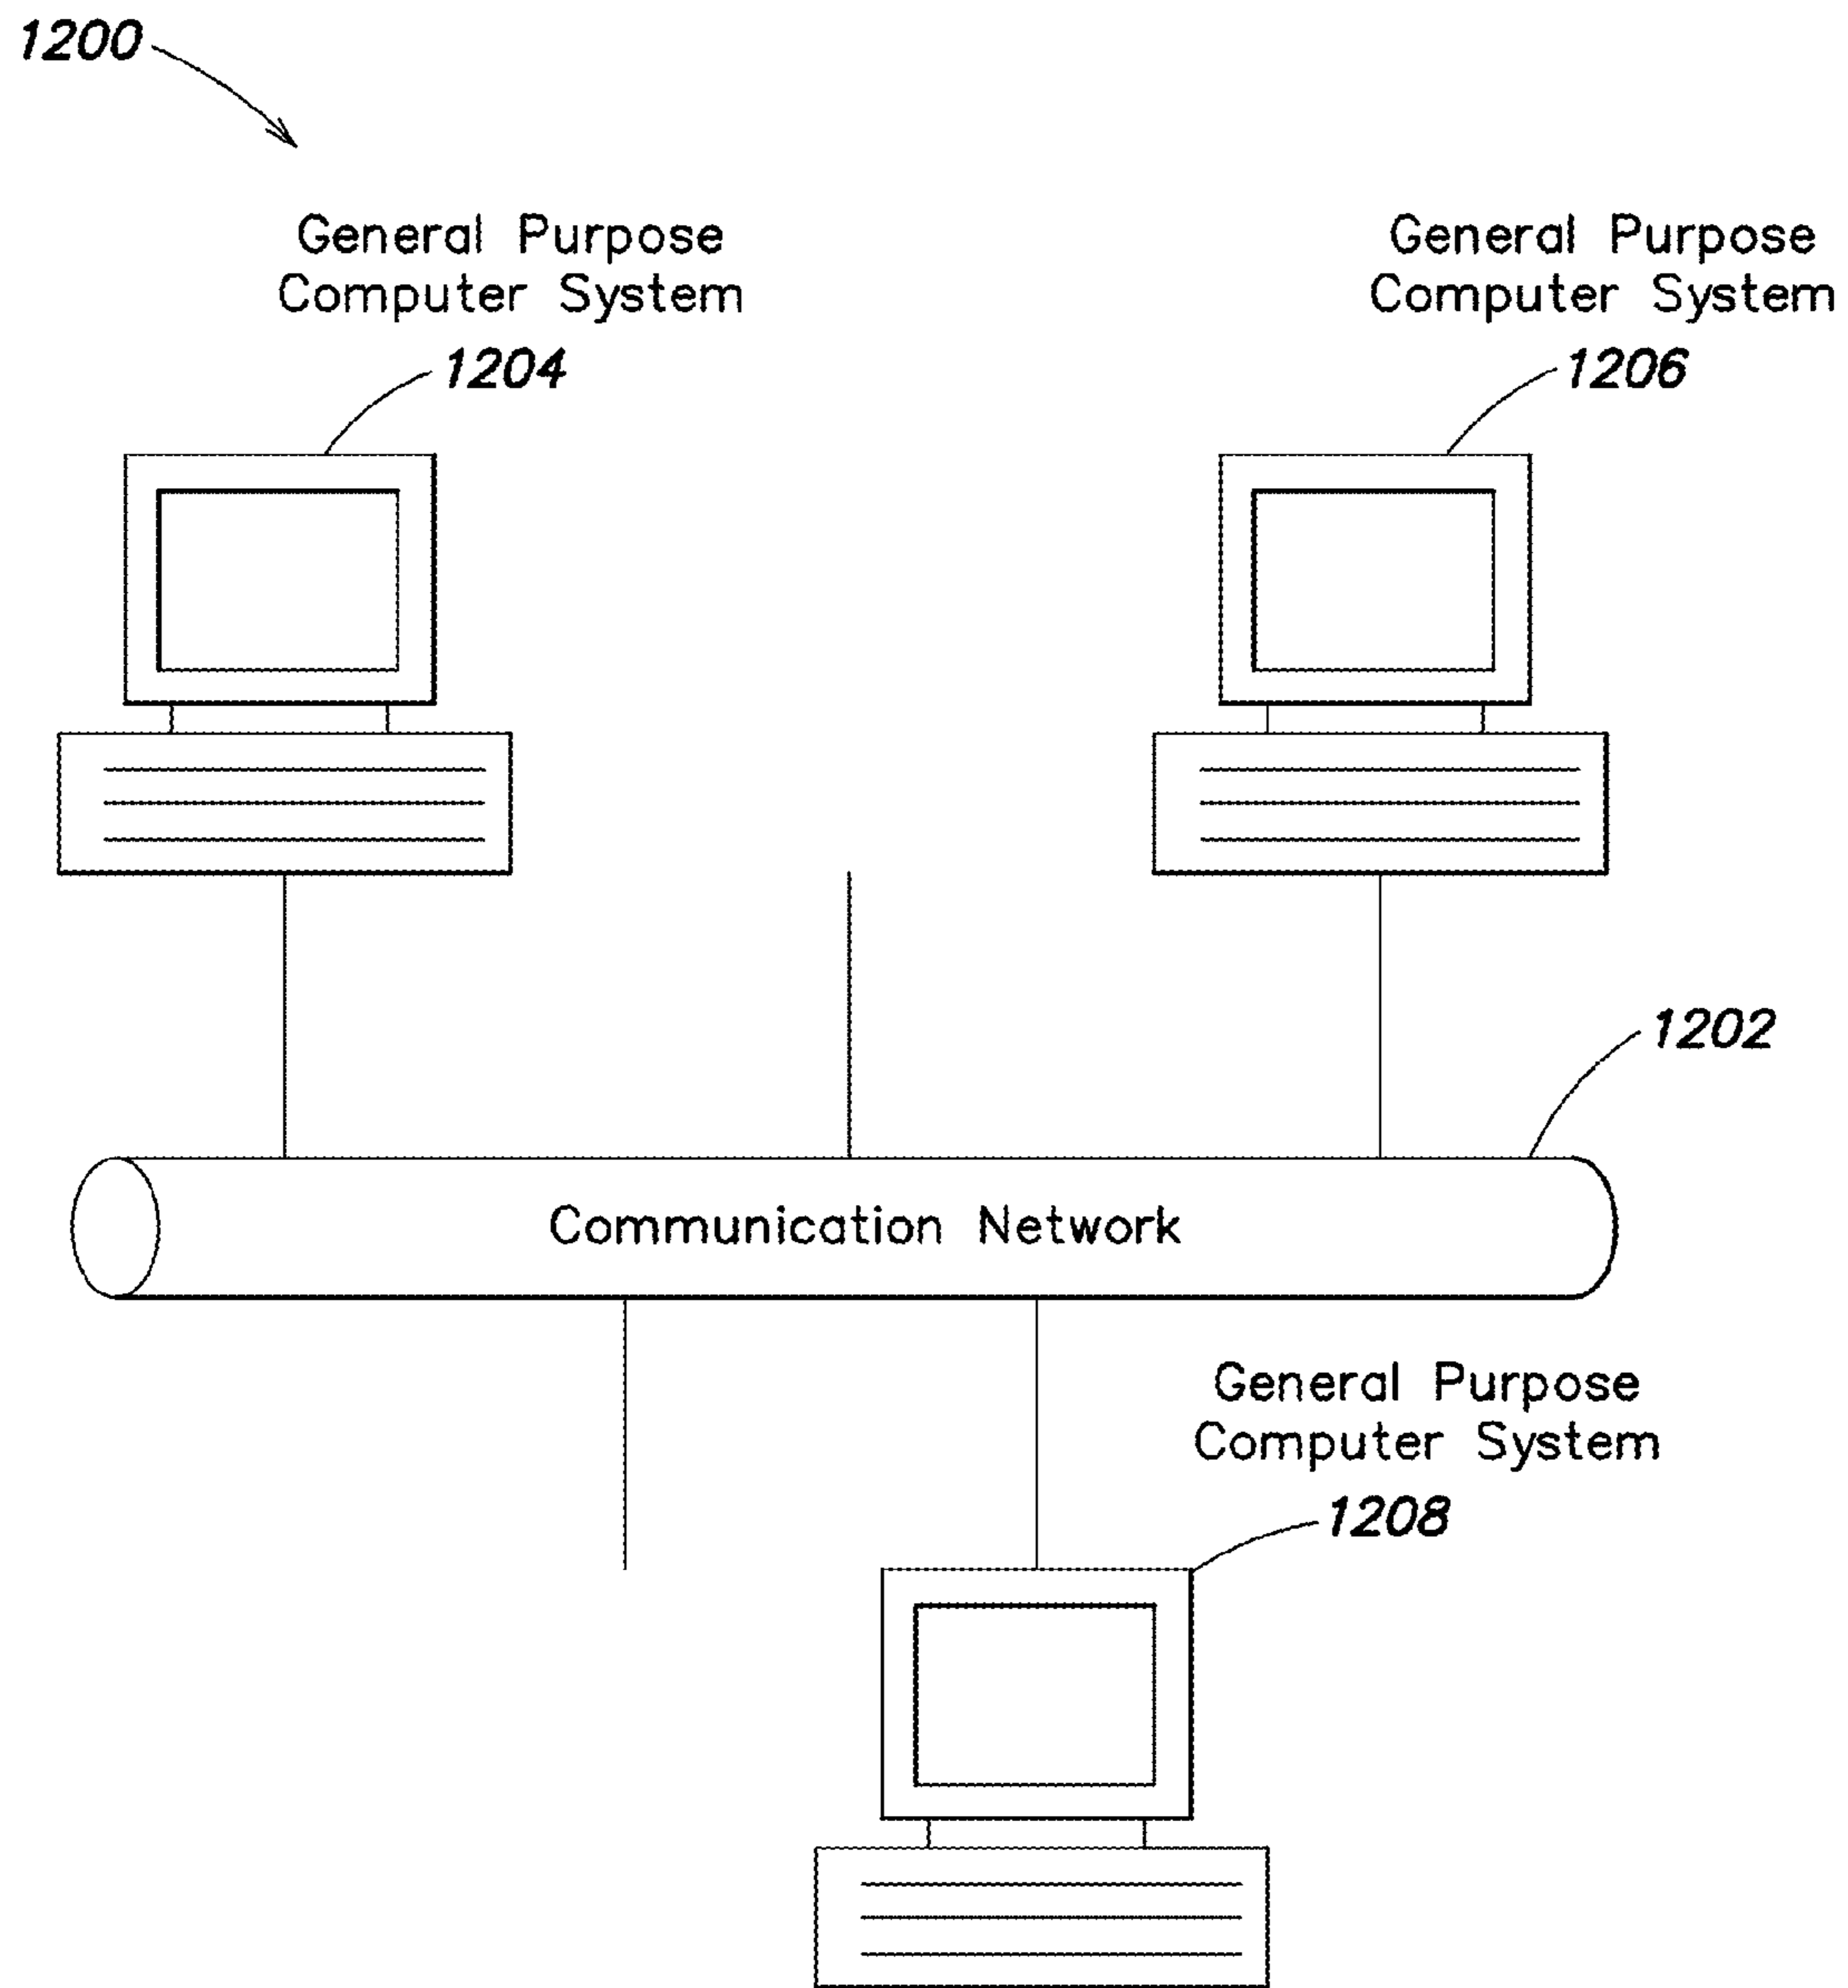 1200
General Purpose
Computer System
1204
General Purpose
Computer System
1206
1202
Communication Network
General Purpose
Computer System
1208